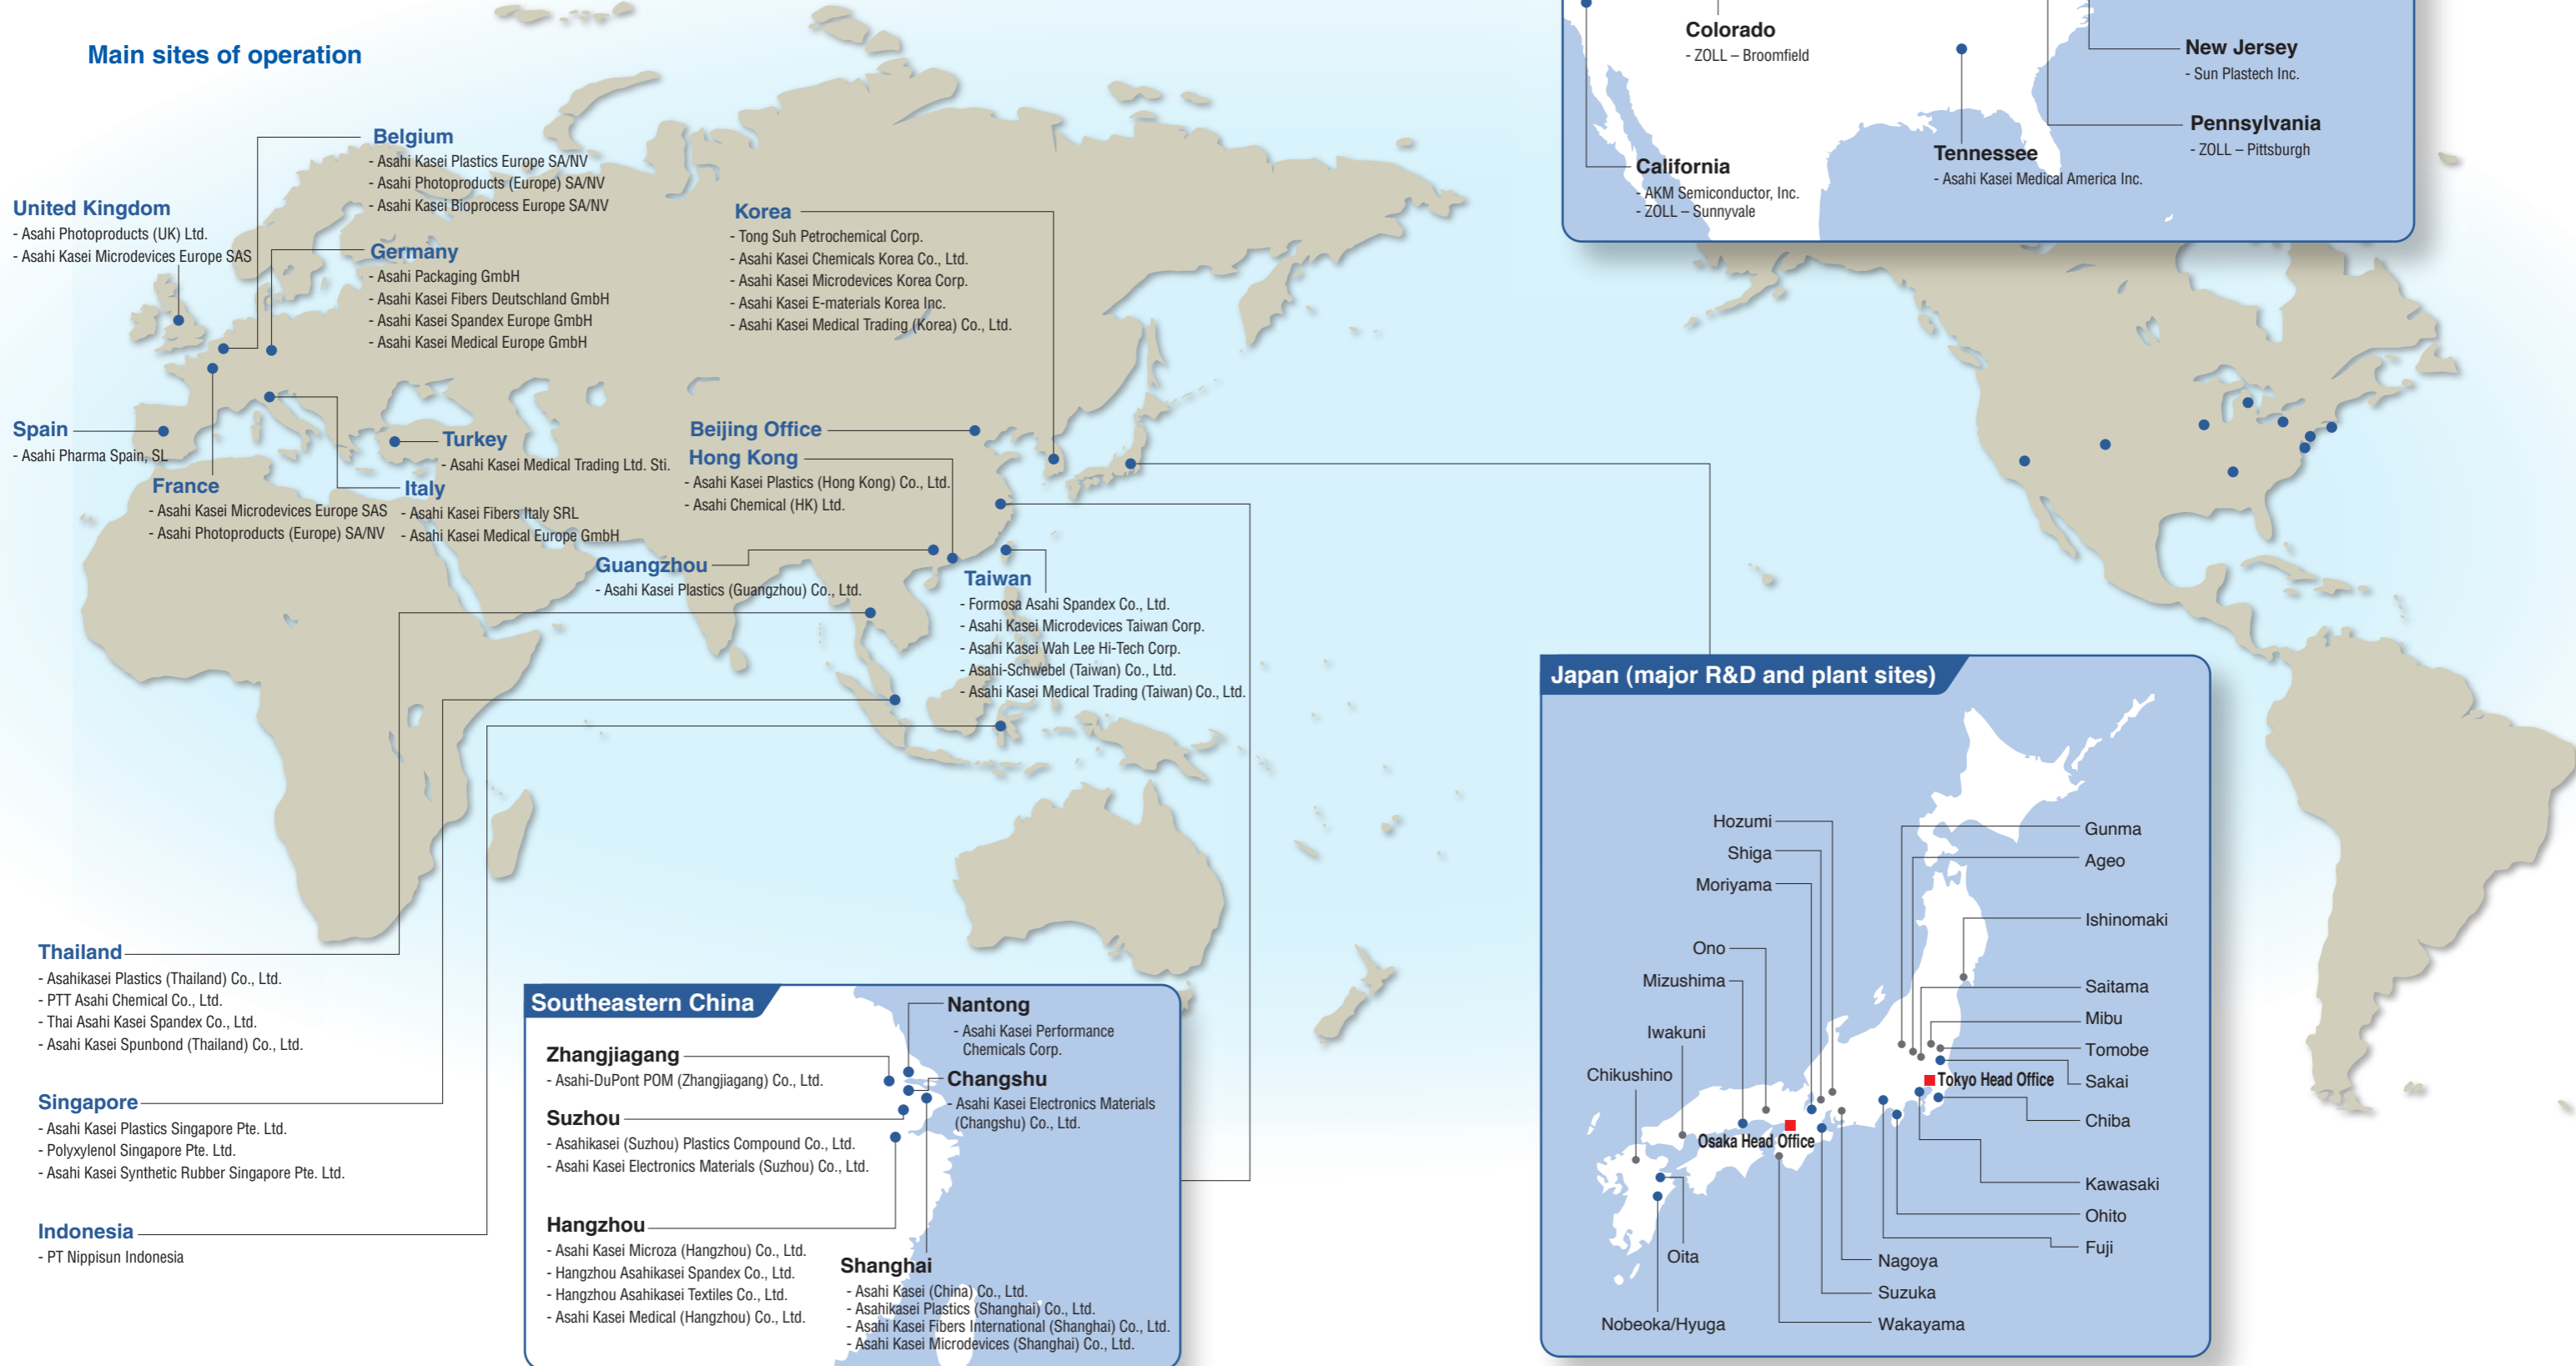 Main sites of operation
Belgium
- Asahi Kasei Plastics Europe SA/NV
- Asahi Photoproducts (Europe) SA/NV
- Asahi Kasei Bioprocess Europe SA/NV
United Kingdom
- Asahi Photoproducts (UK) Ltd.
- Asahi Kasei Microdevices Europe SAS
Germany
- Asahi Packaging GmbH
- Asahi Kasei Fibers Deutschland GmbH
- Asahi Kasei Spandex Europe GmbH
- Asahi Kasei Medical Europe GmbH
Korea
- Tong Suh Petrochemical Corp.
- Asahi Kasei Chemicals Korea Co., Ltd.
- Asahi Kasei Microdevices Korea Corp.
- Asahi Kasei E-materials Korea Inc.
- Asahi Kasei Medical Trading (Korea) Co., Ltd.
Colorado
- ZOLL – Broomfield
New Jersey
- Sun Plastech Inc.
Pennsylvania
- ZOLL – Pittsburgh
Tennessee
- Asahi Kasei Medical America Inc.
California
- AKM Semiconductor, Inc.
- ZOLL – Sunnyvale
Spain
- Asahi Pharma Spain, SL
Turkey
- Asahi Kasei Medical Trading Ltd. Sti.
France
- Asahi Kasei Microdevices Europe SAS
- Asahi Photoproducts (Europe) SA/NV
Italy
- Asahi Kasei Fibers Italy SRL
- Asahi Kasei Medical Europe GmbH
Beijing Office
Hong Kong
- Asahi Kasei Plastics (Hong Kong) Co., Ltd.
- Asahi Chemical (HK) Ltd.
Guangzhou
- Asahi Kasei Plastics (Guangzhou) Co., Ltd.
Taiwan
- Formosa Asahi Spandex Co., Ltd.
- Asahi Kasei Microdevices Taiwan Corp.
- Asahi Kasei Wah Lee Hi-Tech Corp.
- Asahi-Schwebel (Taiwan) Co., Ltd.
- Asahi Kasei Medical Trading (Taiwan) Co., Ltd.
Thailand
- Asahikasei Plastics (Thailand) Co., Ltd.
- PTT Asahi Chemical Co., Ltd.
- Thai Asahi Kasei Spandex Co., Ltd.
- Asahi Kasei Spunbond (Thailand) Co., Ltd.
Singapore
- Asahi Kasei Plastics Singapore Pte. Ltd.
- Polyxylenol Singapore Pte. Ltd.
- Asahi Kasei Synthetic Rubber Singapore Pte. Ltd.
Indonesia
- PT Nippisun Indonesia
Southeastern China
Nantong
- Asahi Kasei Performance
Chemicals Corp.
Zhangjiagang
- Asahi-DuPont POM (Zhangjiagang) Co., Ltd.
Changshu
- Asahi Kasei Electronics Materials
(Changshu) Co., Ltd.
Suzhou
- Asahikasei (Suzhou) Plastics Compound Co., Ltd.
- Asahi Kasei Electronics Materials (Suzhou) Co., Ltd.
Hangzhou
- Asahi Kasei Microza (Hangzhou) Co., Ltd.
- Hangzhou Asahikasei Spandex Co., Ltd.
- Hangzhou Asahikasei Textiles Co., Ltd.
- Asahi Kasei Medical (Hangzhou) Co., Ltd.
Shanghai
- Asahi Kasei (China) Co., Ltd.
- Asahikasei Plastics (Shanghai) Co., Ltd.
- Asahi Kasei Fibers International (Shanghai) Co., Ltd.
- Asahi Kasei Microdevices (Shanghai) Co., Ltd.
Japan (major R&D and plant sites)
Hozumi
Shiga
Moriyama
Ono
Mizushima
Iwakuni
Chikushino
Gunma
Ageo
Ishinomaki
Saitama
Mibu
Tomobe
Tokyo Head Office
Sakai
Chiba
Osaka Head Office
Kawasaki
Ohito
Fuji
Oita
Nagoya
Suzuka
Nobeoka/Hyuga
Wakayama